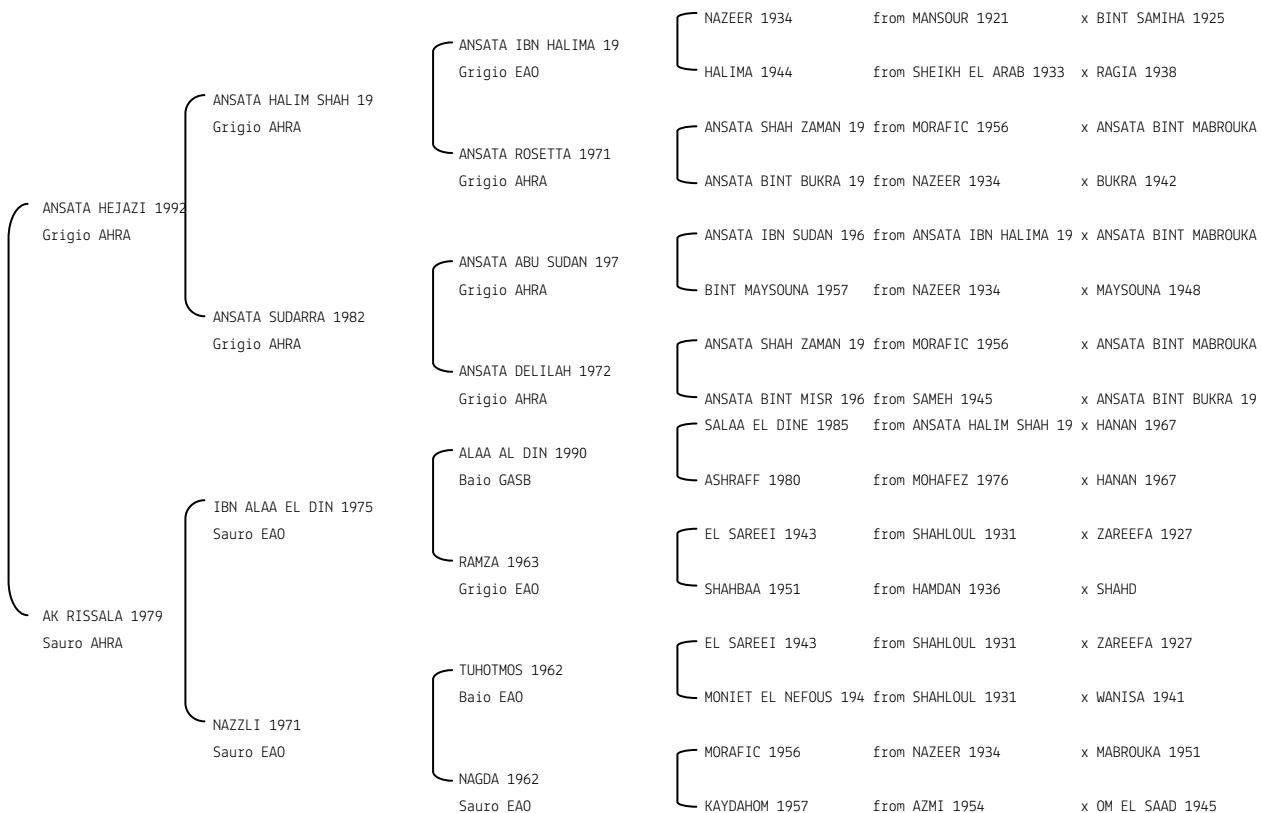 NAZEER 1934 from MANSOUR 1921 x BINT SAMIHA 1925
ANSATA IBN HALIMA 19
Grigio EAO
HALIMA 1944 from SHEIKH EL ARAB 1933 x RAGIA 1938
ANSATA HALIM SHAH 19
Grigio AHRA
ANSATA SHAH ZAMAN 19 from MORAFIC 1956 x ANSATA BINT MABROUKA
ANSATA ROSETTA 1971
Grigio AHRA
ANSATA BINT BUKRA 19 from NAZEER 1934 x BUKRA 1942
ANSATA HEJAZI 1992
Grigio AHRA
ANSATA IBN SUDAN 196 from ANSATA IBN HALIMA 19 x ANSATA BINT MABROUKA
ANSATA ABU SUDAN 197
Grigio AHRA
BINT MAYSOUNA 1957 from NAZEER 1934 x MAYSOUNA 1948
ANSATA SUDARRA 1982
Grigio AHRA
ANSATA SHAH ZAMAN 19 from MORAFIC 1956 x ANSATA BINT MABROUKA
ANSATA DELILAH 1972
Grigio AHRA
ANSATA BINT MISR 196 from SAMEH 1945 x ANSATA BINT BUKRA 19
SALAA EL DINE 1985 from ANSATA HALIM SHAH 19 x HANAN 1967
ALAA AL DIN 1990
Baio GASB
ASHRAFF 1980 from MOHAFEZ 1976 x HANAN 1967
IBN ALAA EL DIN 1975
Sauro EAO
EL SAREEI 1943 from SHAHLOUL 1931 x ZAREEFA 1927
RAMZA 1963
Grigio EAO
SHAHBAA 1951 from HAMDAN 1936 x SHAHD
AK RISSALA 1979
Sauro AHRA
EL SAREEI 1943 from SHAHLOUL 1931 x ZAREEFA 1927
TUHOTMOS 1962
Baio EAO
MONIET EL NEFOUS 194 from SHAHLOUL 1931 x WANISA 1941
NAZZLI 1971
Sauro EAO
MORAFIC 1956 from NAZEER 1934 x MABROUKA 1951
NAGDA 1962
Sauro EAO
KAYDAHOM 1957 from AZMI 1954 x OM EL SAAD 1945